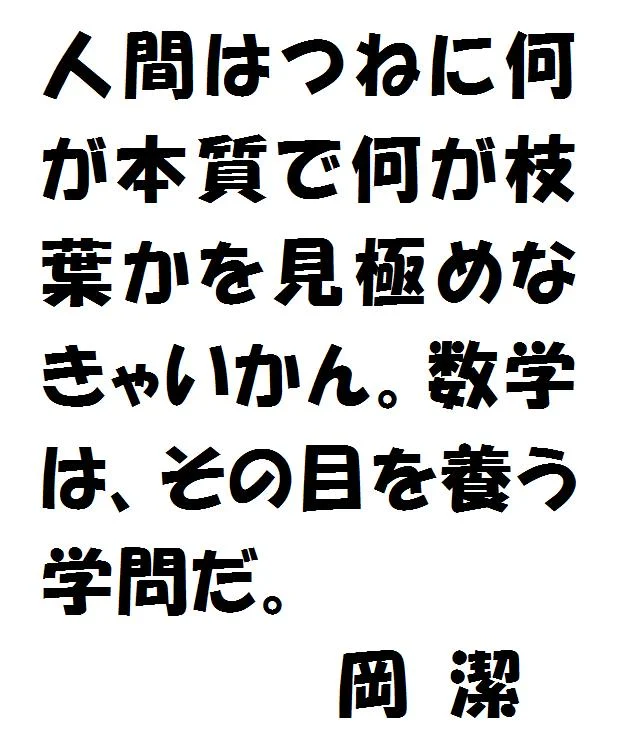 人間はつねに何
が本質で何が枝
葉かを見極めな
きゃいかん。数学
は、その目を養う
学問だ。
岡 潔